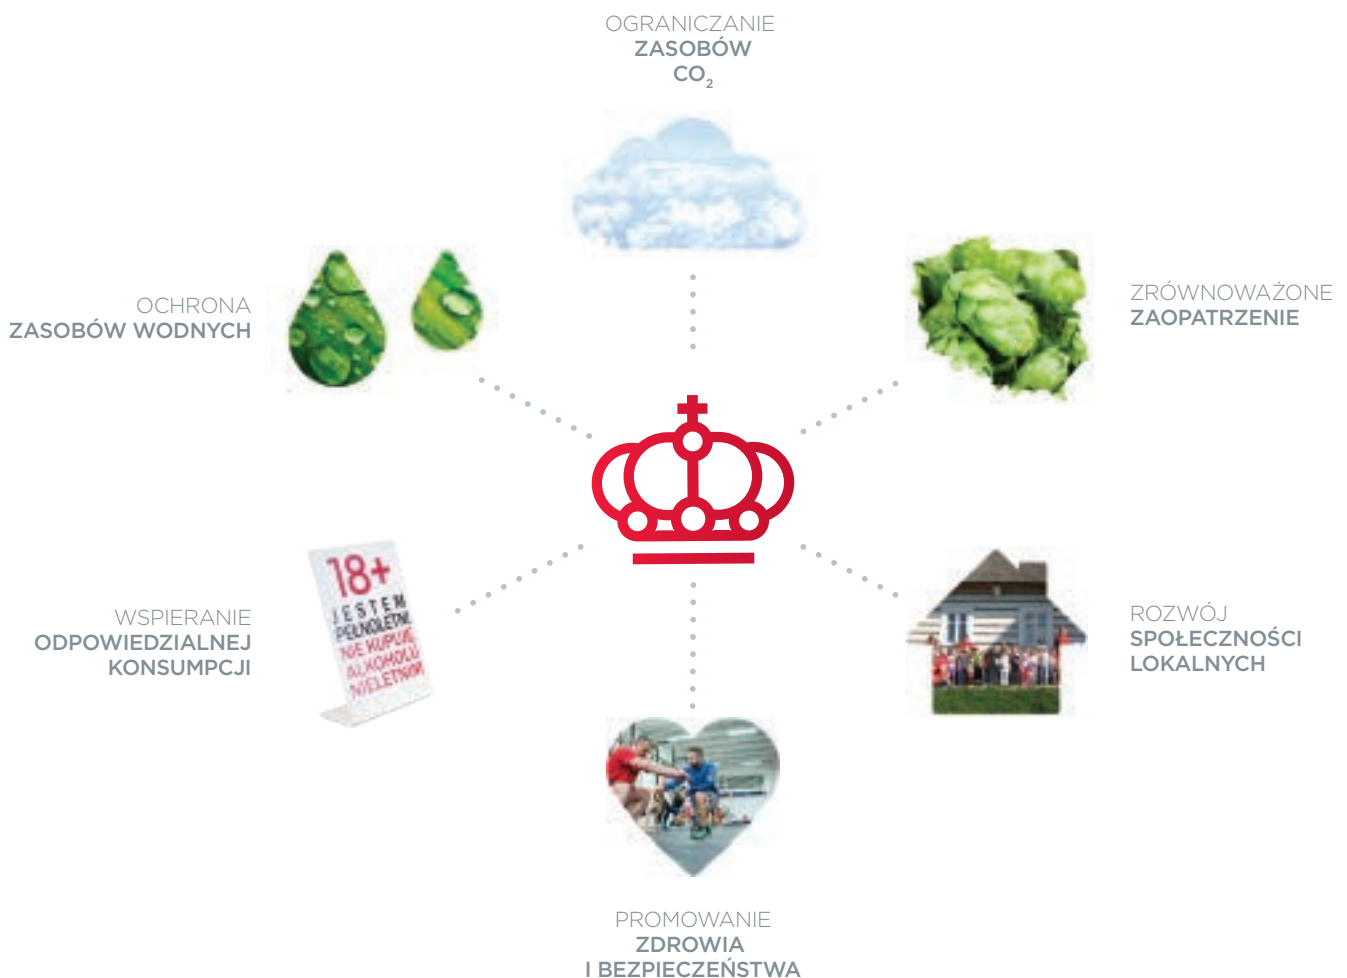 OGRANICZANIE
ZASOBÓW
CO₂
OCHRONA
ZASOBÓW WODNYCH
ZRÓWNOWAŻONE
ZAOPATRZENIE
18+
JESTEM
PEŁNOLETNI
NIE KUPUJĘ
ALKOHOLU
NIELETNIM
WSPIERANIE
ODPOWIEDZIALNEJ
KONSUMPCJI
ROZWÓJ
SPOŁECZNOŚCI
LOKALNYCH
PROMOWANIE
ZDROWIA
I BEZPIECZEŃSTWA